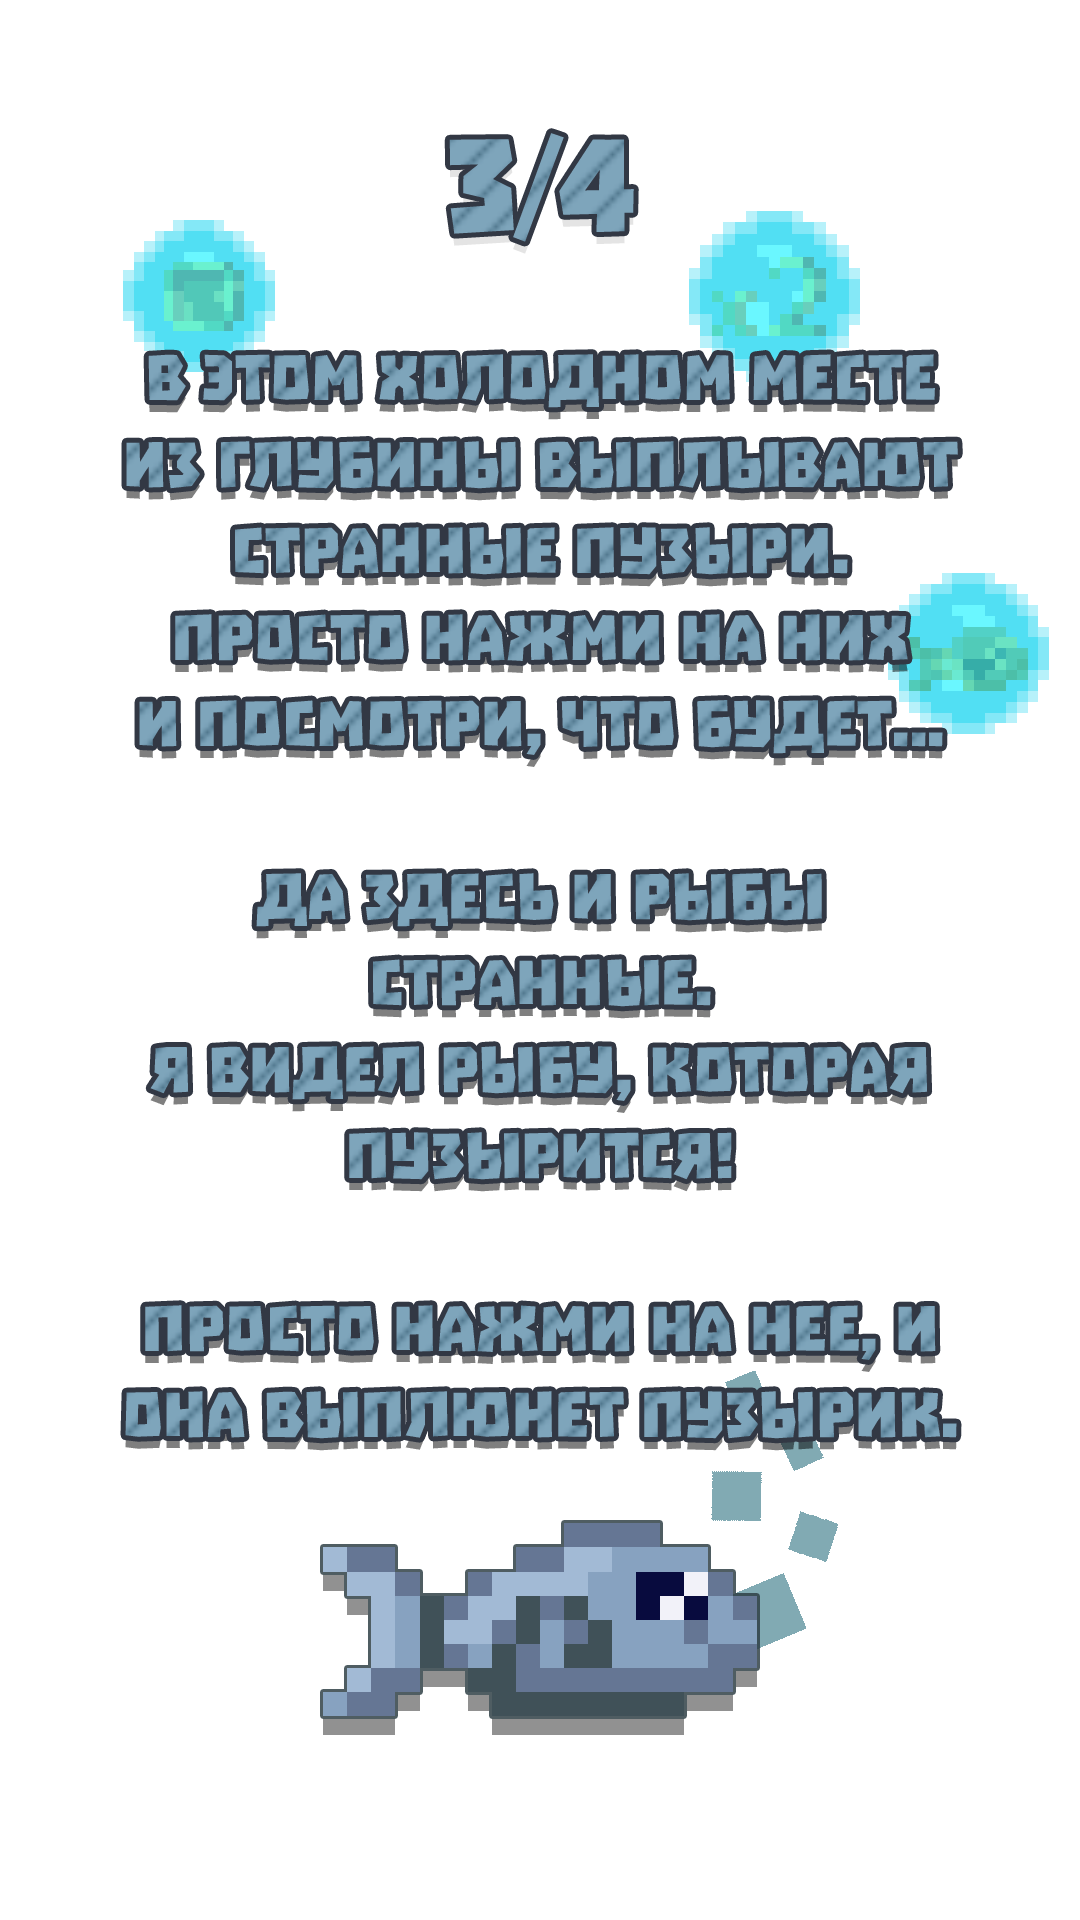 3/4
В ЭТОМ ХОЛОДНОМ МЕСТЕ
ИЗ ГЛУБИНЫ ВЫПЛЫВАЮТ
СТРАННЫЕ ПУЗЫРИ.
ПРОСТО НАЖМИ НА НИХ
И ПОСМОТРИ, ЧТО БУДЕТ...
ДА ЗДЕСЬ И РЫБЫ
СТРАННЫЕ.
Я ВИДЕЛ РЫБУ, КОТОРАЯ
ПУЗЫРИТСЯ!
ПРОСТО НАЖМИ НА НЕЕ, И
ОНА ВЫПЛЮНЕТ ПУЗЫРИК.